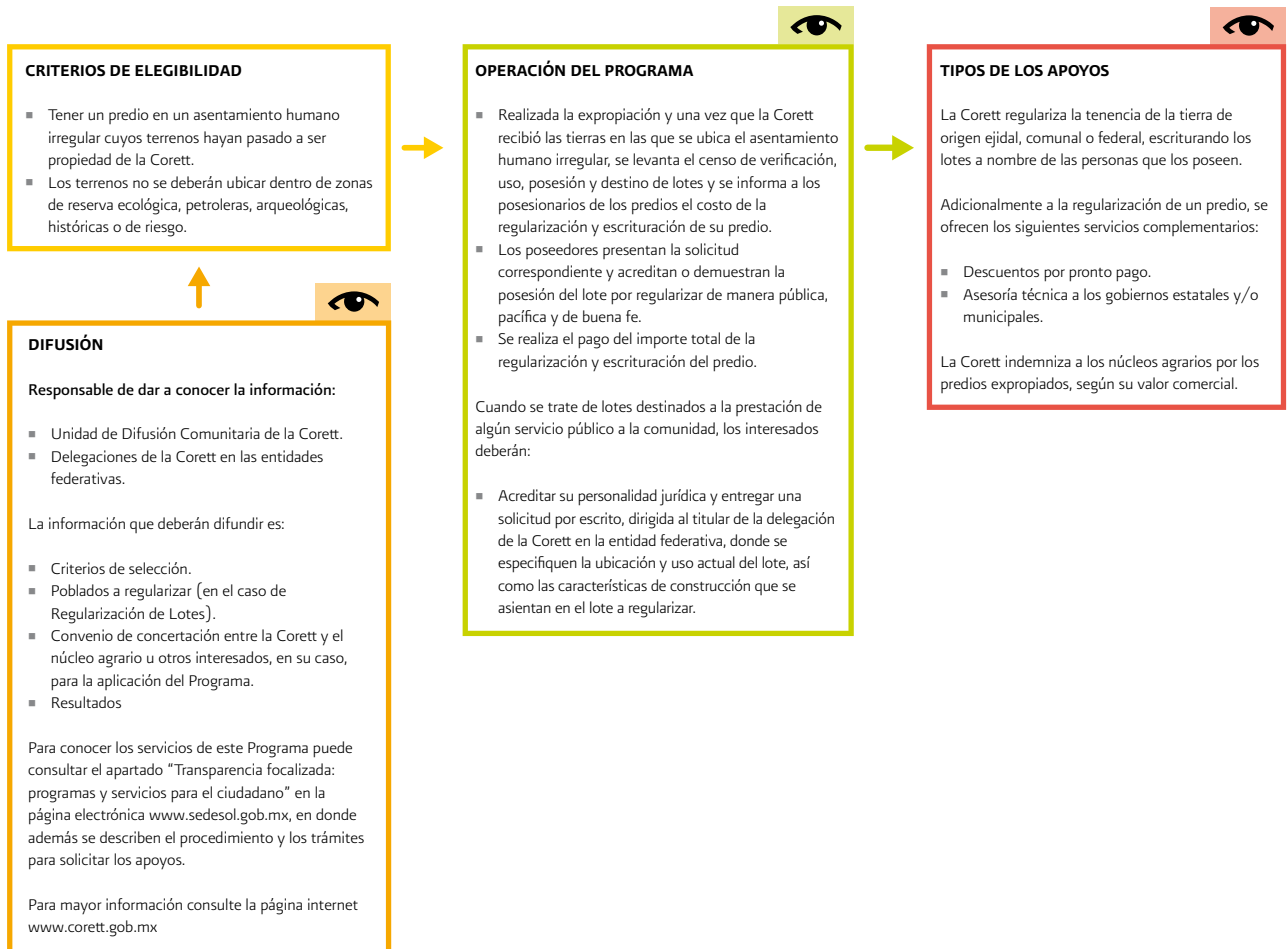 CRITERIOS DE ELEGIBILIDAD
■ Tener un predio en un asentamiento humano
irregular cuyos terrenos hayan pasado a ser
propiedad de la Corett.
■ Los terrenos no se deberán ubicar dentro de zonas
de reserva ecológica, petroleras, arqueológicas,
históricas o de riesgo.
DIFUSIÓN
Responsable de dar a conocer la información:
■ Unidad de Difusión Comunitaria de la Corett.
■ Delegaciones de la Corett en las entidades
federativas.
La información que deberán difundir es:
■ Criterios de selección.
■ Poblados a regularizar (en el caso de
Regularización de Lotes).
■ Convenio de concertación entre la Corett y el
núcleo agrario u otros interesados, en su caso,
para la aplicación del Programa.
■ Resultados
Para conocer los servicios de este Programa puede
consultar el apartado “Transparencia focalizada:
programas y servicios para el ciudadano” en la
página electrónica www.sedesol.gob.mx, en donde
además se describen el procedimiento y los trámites
para solicitar los apoyos.
Para mayor información consulte la página internet
www.corett.gob.mx
OPERACIÓN DEL PROGRAMA
■ Realizada la expropiación y una vez que la Corett
recibió las tierras en las que se ubica el asentamiento
humano irregular, se levanta el censo de verificación,
uso, posesión y destino de lotes y se informa a los
posesionarios de los predios el costo de la
regularización y escrituración de su predio.
■ Los poseedores presentan la solicitud
correspondiente y acreditan o demuestran la
posesión del lote por regularizar de manera pública,
pacífica y de buena fe.
■ Se realiza el pago del importe total de la
regularización y escrituración del predio.
Cuando se trate de lotes destinados a la prestación de
algún servicio público a la comunidad, los interesados
deberán:
■ Acreditar su personalidad jurídica y entregar una
solicitud por escrito, dirigida al titular de la delegación
de la Corett en la entidad federativa, donde se
especifiquen la ubicación y uso actual del lote, así
como las características de construcción que se
asientan en el lote a regularizar.
TIPOS DE LOS APOYOS
La Corett regulariza la tenencia de la tierra de
origen ejidal, comunal o federal, escriturando los
lotes a nombre de las personas que los poseen.
Adicionalmente a la regularización de un predio, se
ofrecen los siguientes servicios complementarios:
■ Descuentos por pronto pago.
■ Asesoría técnica a los gobiernos estatales y/o
municipales.
La Corett indemniza a los núcleos agrarios por los
predios expropiados, según su valor comercial.